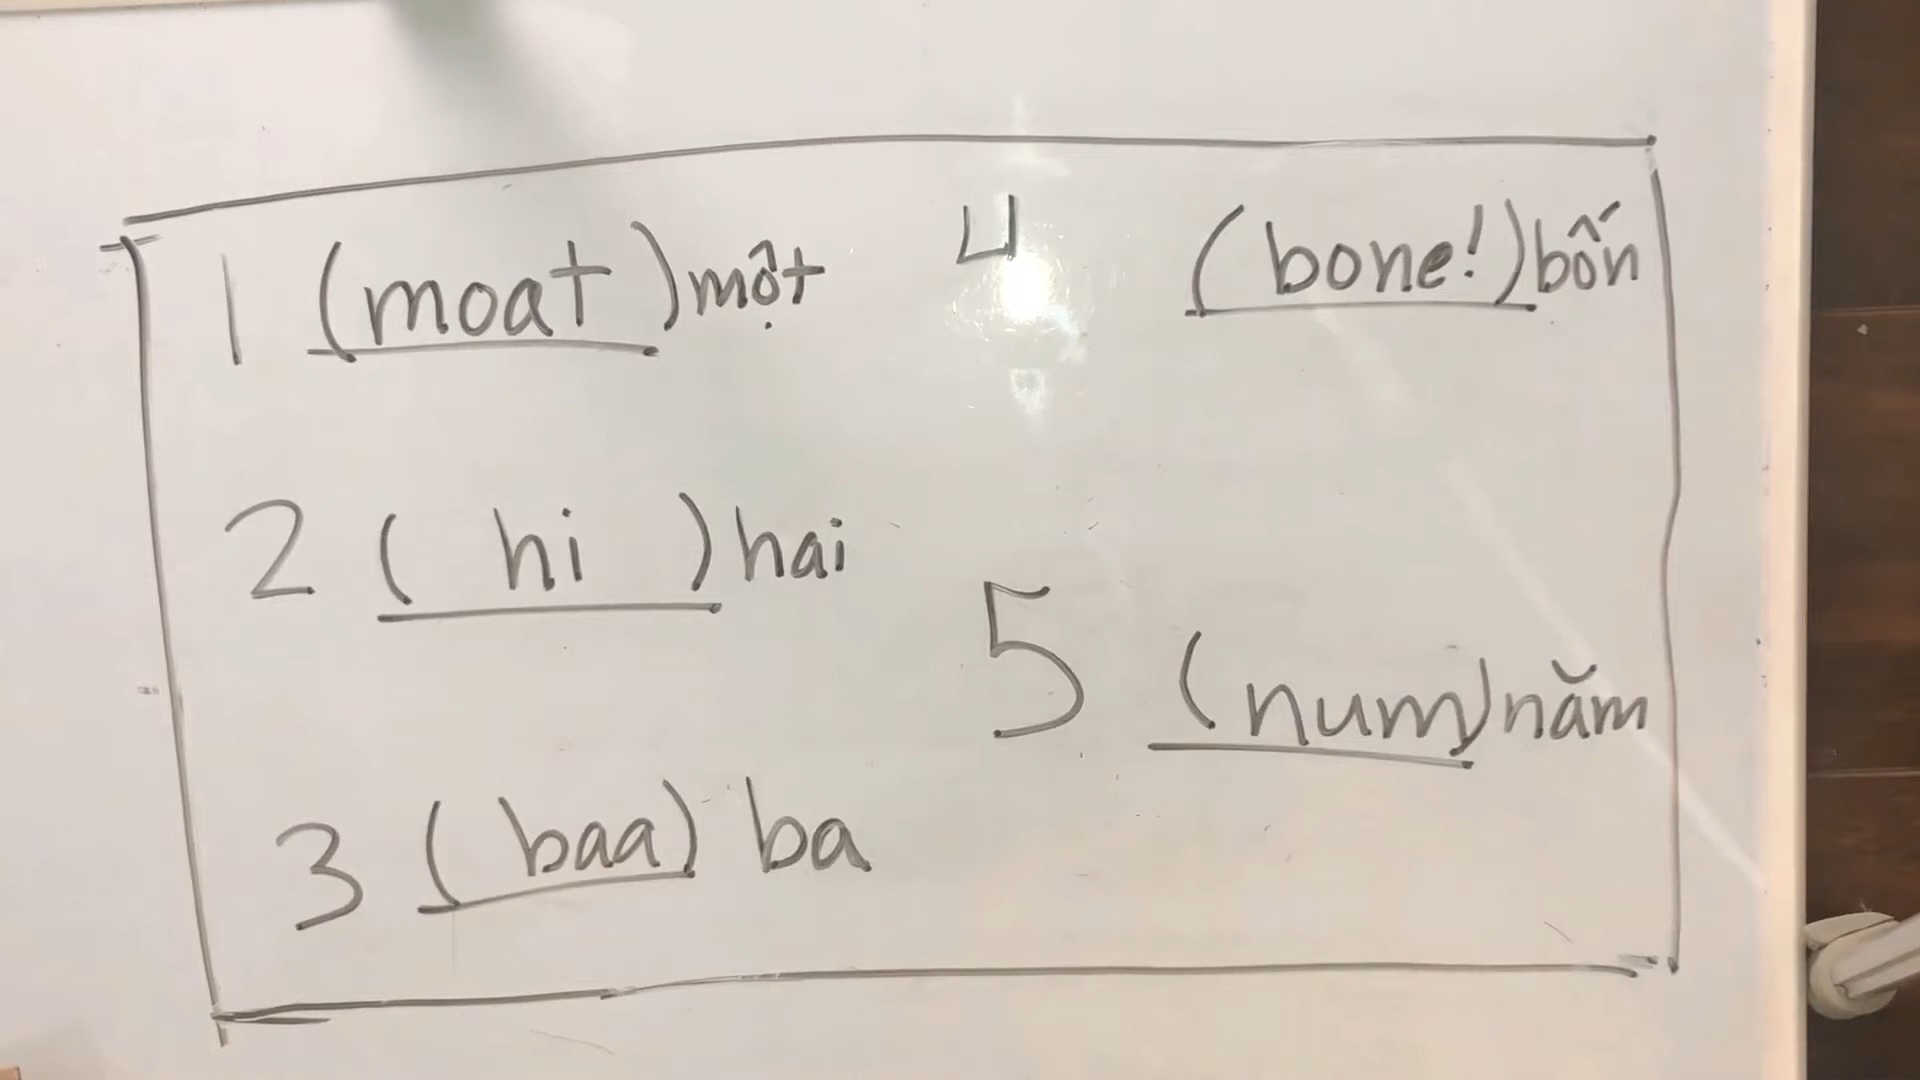 1 (moat) một
2 (hi) hai
3 (baa) ba
4 (bone!) bốn
5 (num) năm